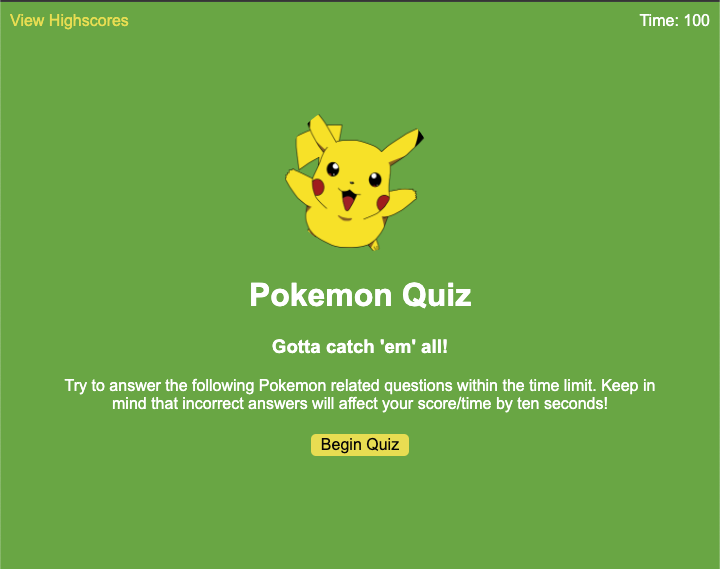 View Highscores
Time: 100
Pokemon Quiz
Gotta catch 'em' all!
Try to answer the following Pokemon related questions within the time limit. Keep in
mind that incorrect answers will affect your score/time by ten seconds!
Begin Quiz